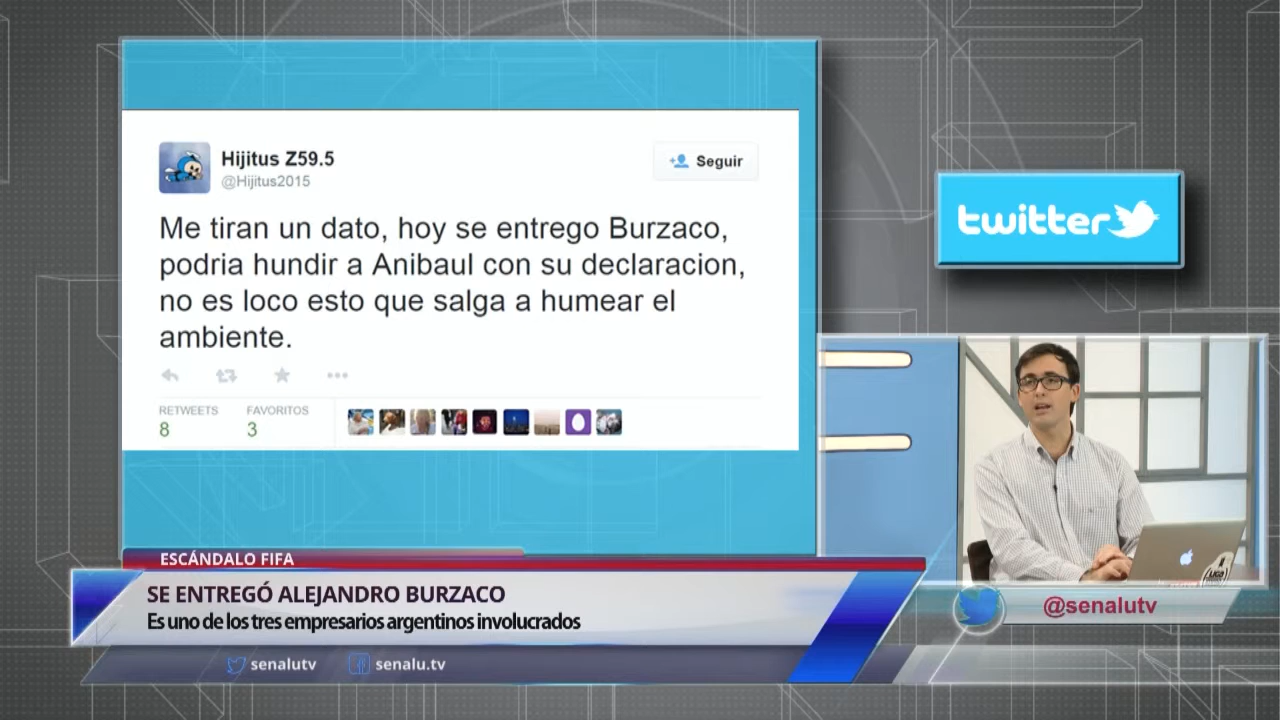 Hijitus Z59.5
@Hijitus2015
Seguir
Me tiran un dato, hoy se entrego Burzaco,
podria hundir a Anibaul con su declaracion,
no es loco esto que salga a humear el
ambiente.
RETWEETS
8
FAVORITOS
3
twitter
ESCÁNDALO FIFA
SE ENTREGÓ ALEJANDRO BURZACO
Es uno de los tres empresarios argentinos involucrados
senalutv
senalu.tv
@senalutv